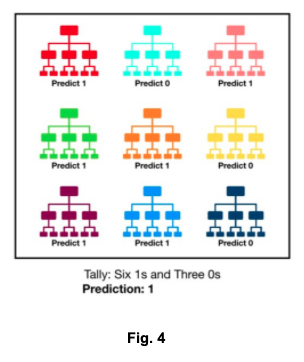 Predict 1 Predict 0 Predict 1
Predict 1 Predict 1 Predict 0
Predict 1 Predict 1 Predict 0
Tally: Six 1s and Three 0s
Prediction: 1
Fig. 4